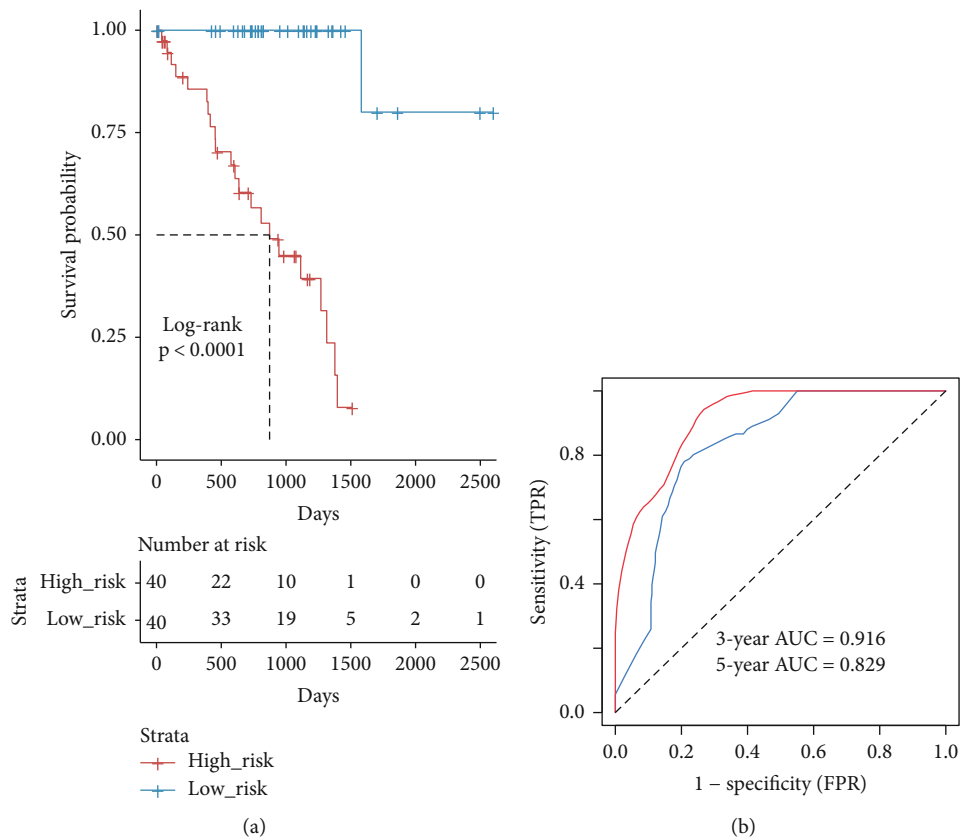 1.00
0.75
0.50
0.25
0.00
Survival probability
Log-rank
p < 0.0001
0 500 1000 1500 2000 2500
Days
Number at risk
Strata
High_risk 40 22 10 1 0 0
Low_risk 40 33 19 5 2 1
0 500 1000 1500 2000 2500
Days
Strata
High_risk
Low_risk
(a)
Sensitivity (TPR)
0.8
0.4
0.0
3-year AUC = 0.916
5-year AUC = 0.829
0.0 0.2 0.4 0.6 0.8 1.0
1 − specificity (FPR)
(b)